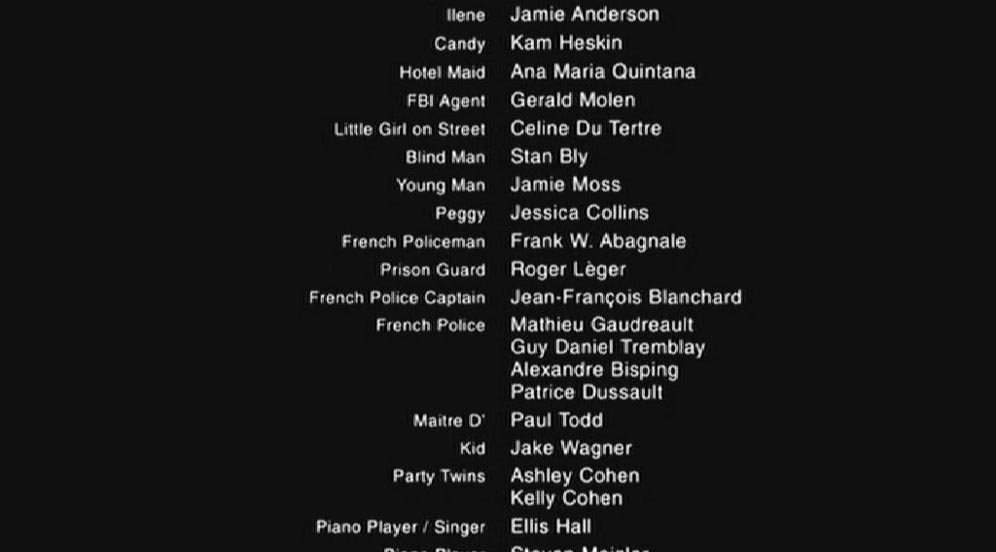 Ilene Jamie Anderson
Candy Kam Heskin
Hotel Maid Ana Maria Quintana
FBI Agent Gerald Molen
Little Girl on Street Celine Du Tertre
Blind Man Stan Bly
Young Man Jamie Moss
Peggy Jessica Collins
French Policeman Frank W. Abagnale
Prison Guard Roger Lèger
French Police Captain Jean-François Blanchard
French Police Mathieu Gaudreault
Guy Daniel Tremblay
Alexandre Bisping
Patrice Dussault
Maitre D' Paul Todd
Kid Jake Wagner
Party Twins Ashley Cohen
Kelly Cohen
Piano Player / Singer Ellis Hall